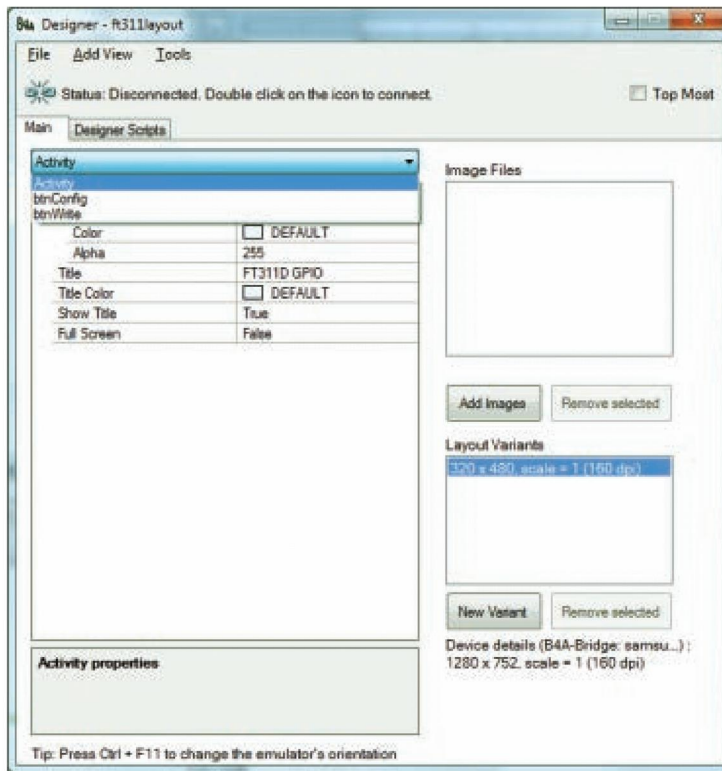 B4A Designer - ft311layout
File Add View Tools
Status: Disconnected. Double click on the icon to connect.
Top Most
Main Designer Scripts
Activity
Activity
btnConfig
btnWrite
Color DEFAULT
Alpha 255
Title FT311D GPIO
Title Color DEFAULT
Show Title True
Full Screen False
Image Files
Add Images Remove selected
Layout Variants
320 x 480, scale = 1 (160 dpi)
New Variant Remove selected
Device details (B4A-Bridge: samsu...) :
1280 x 752, scale = 1 (160 dpi)
Activity properties
Tip: Press Ctrl + F11 to change the emulator's orientation